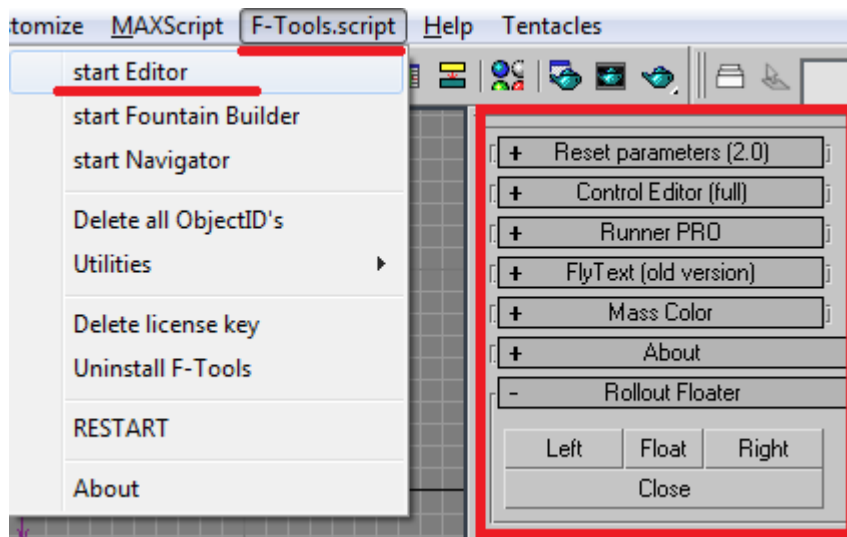 tomize MAXScript F-Tools.script Help Tentacles
start Editor
start Fountain Builder
start Navigator
Delete all ObjectID's
Utilities
Delete license key
Uninstall F-Tools
RESTART
About
+ Reset parameters (2.0)
+ Control Editor (full)
+ Runner PRO
+ FlyText (old version)
+ Mass Color
+ About
- Rollout Floater
Left Float Right
Close